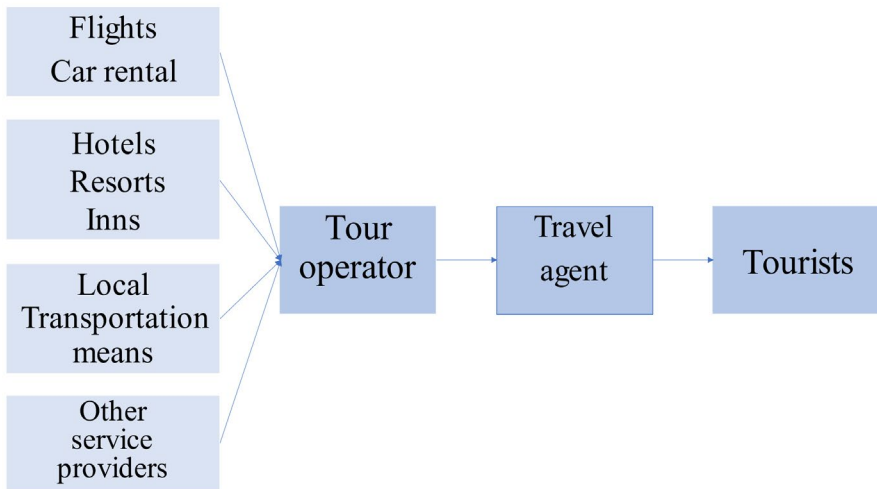 Flights
Car rental
Hotels
Resorts
Inns
Local
Transportation
means
Other
service
providers
Tour
operator
Travel
agent
Tourists